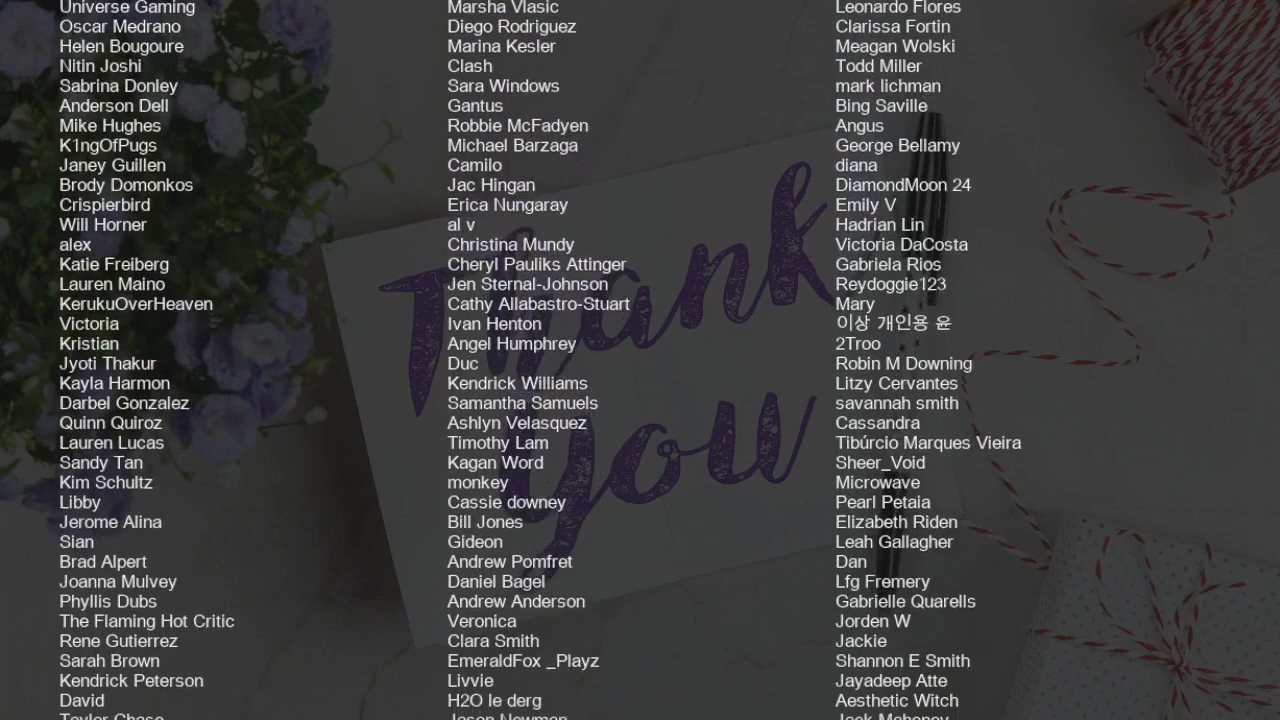 Universe Gaming
Oscar Medrano
Helen Bougoure
Nitin Joshi
Sabrina Donley
Anderson Dell
Mike Hughes
K1ngOfPugs
Janey Guillen
Brody Domonkos
Crispierbird
Will Horner
alex
Katie Freiberg
Lauren Maino
KerukuOverHeaven
Victoria
Kristian
Jyoti Thakur
Kayla Harmon
Darbel Gonzalez
Quinn Quiroz
Lauren Lucas
Sandy Tan
Kim Schultz
Libby
Jerome Alina
Sian
Brad Alpert
Joanna Mulvey
Phyllis Dubs
The Flaming Hot Critic
Rene Gutierrez
Sarah Brown
Kendrick Peterson
David
Taylor Chase
Marsha Vlasic
Diego Rodriguez
Marina Kesler
Clash
Sara Windows
Gantus
Robbie McFadyen
Michael Barzaga
Camilo
Jac Hingan
Erica Nungaray
al v
Christina Mundy
Cheryl Pauliks Attinger
Jen Sternal-Johnson
Cathy Allabastro-Stuart
Ivan Henton
Angel Humphrey
Duc
Kendrick Williams
Samantha Samuels
Ashlyn Velasquez
Timothy Lam
Kagan Word
monkey
Cassie downey
Bill Jones
Gideon
Andrew Pomfret
Daniel Bagel
Andrew Anderson
Veronica
Clara Smith
EmeraldFox _Playz
Livvie
H2O le derg
Jason Newman
Leonardo Flores
Clarissa Fortin
Meagan Wolski
Todd Miller
mark Ilchman
Bing Saville
Angus
George Bellamy
diana
DiamondMoon 24
Emily V
Hadrian Lin
Victoria DaCosta
Gabriela Rios
Reydoggie123
Mary
이상 개인용 윤
2Troo
Robin M Downing
Litzy Cervantes
savannah smith
Cassandra
Tibúrcio Marques Vieira
Sheer_Void
Microwave
Pearl Petaia
Elizabeth Riden
Leah Gallagher
Dan
Lfg Fremery
Gabrielle Quarells
Jorden W
Jackie
Shannon E Smith
Jayadeep Atte
Aesthetic Witch
Jack Mahoney
Thank
you